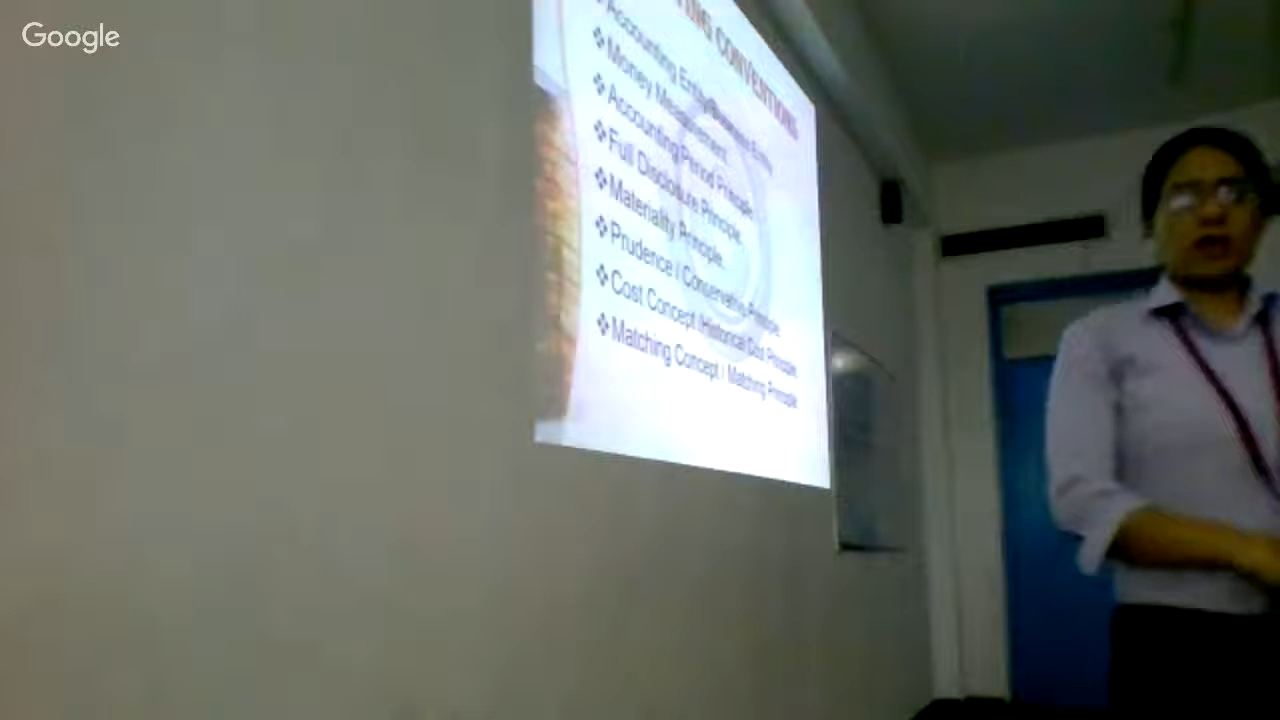 Google
TING CONVENTIONS
Accounting Entity/Business Entity
Money Measurement
Accounting Period Principle
Full Disclosure Principle.
Materiality Principle.
Prudence / Conservatism Principle
Cost Concept /Historical Cost Principle
Matching Concept / Matching Principle